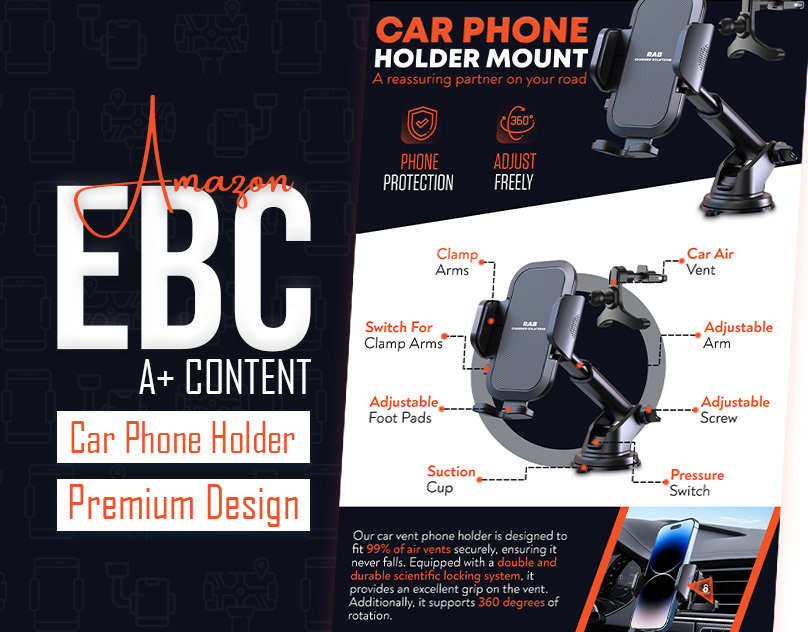 Amazon
EBC
A+ CONTENT
Car Phone Holder
Premium Design
CAR PHONE
HOLDER MOUNT
A reassuring partner on your road
360°
PHONE
PROTECTION
ADJUST
FREELY
RAB
Clamp
Arms
Switch For
Clamp Arms
Adjustable
Foot Pads
Suction
Cup
Car Air
Vent
Adjustable
Arm
Adjustable
Screw
Pressure
Switch
RAB
Our car vent phone holder is designed to
fit 99% of air vents securely, ensuring it
never falls. Equipped with a double and
durable scientific locking system, it
provides an excellent grip on the vent.
Additionally, it supports 360 degrees of
rotation.